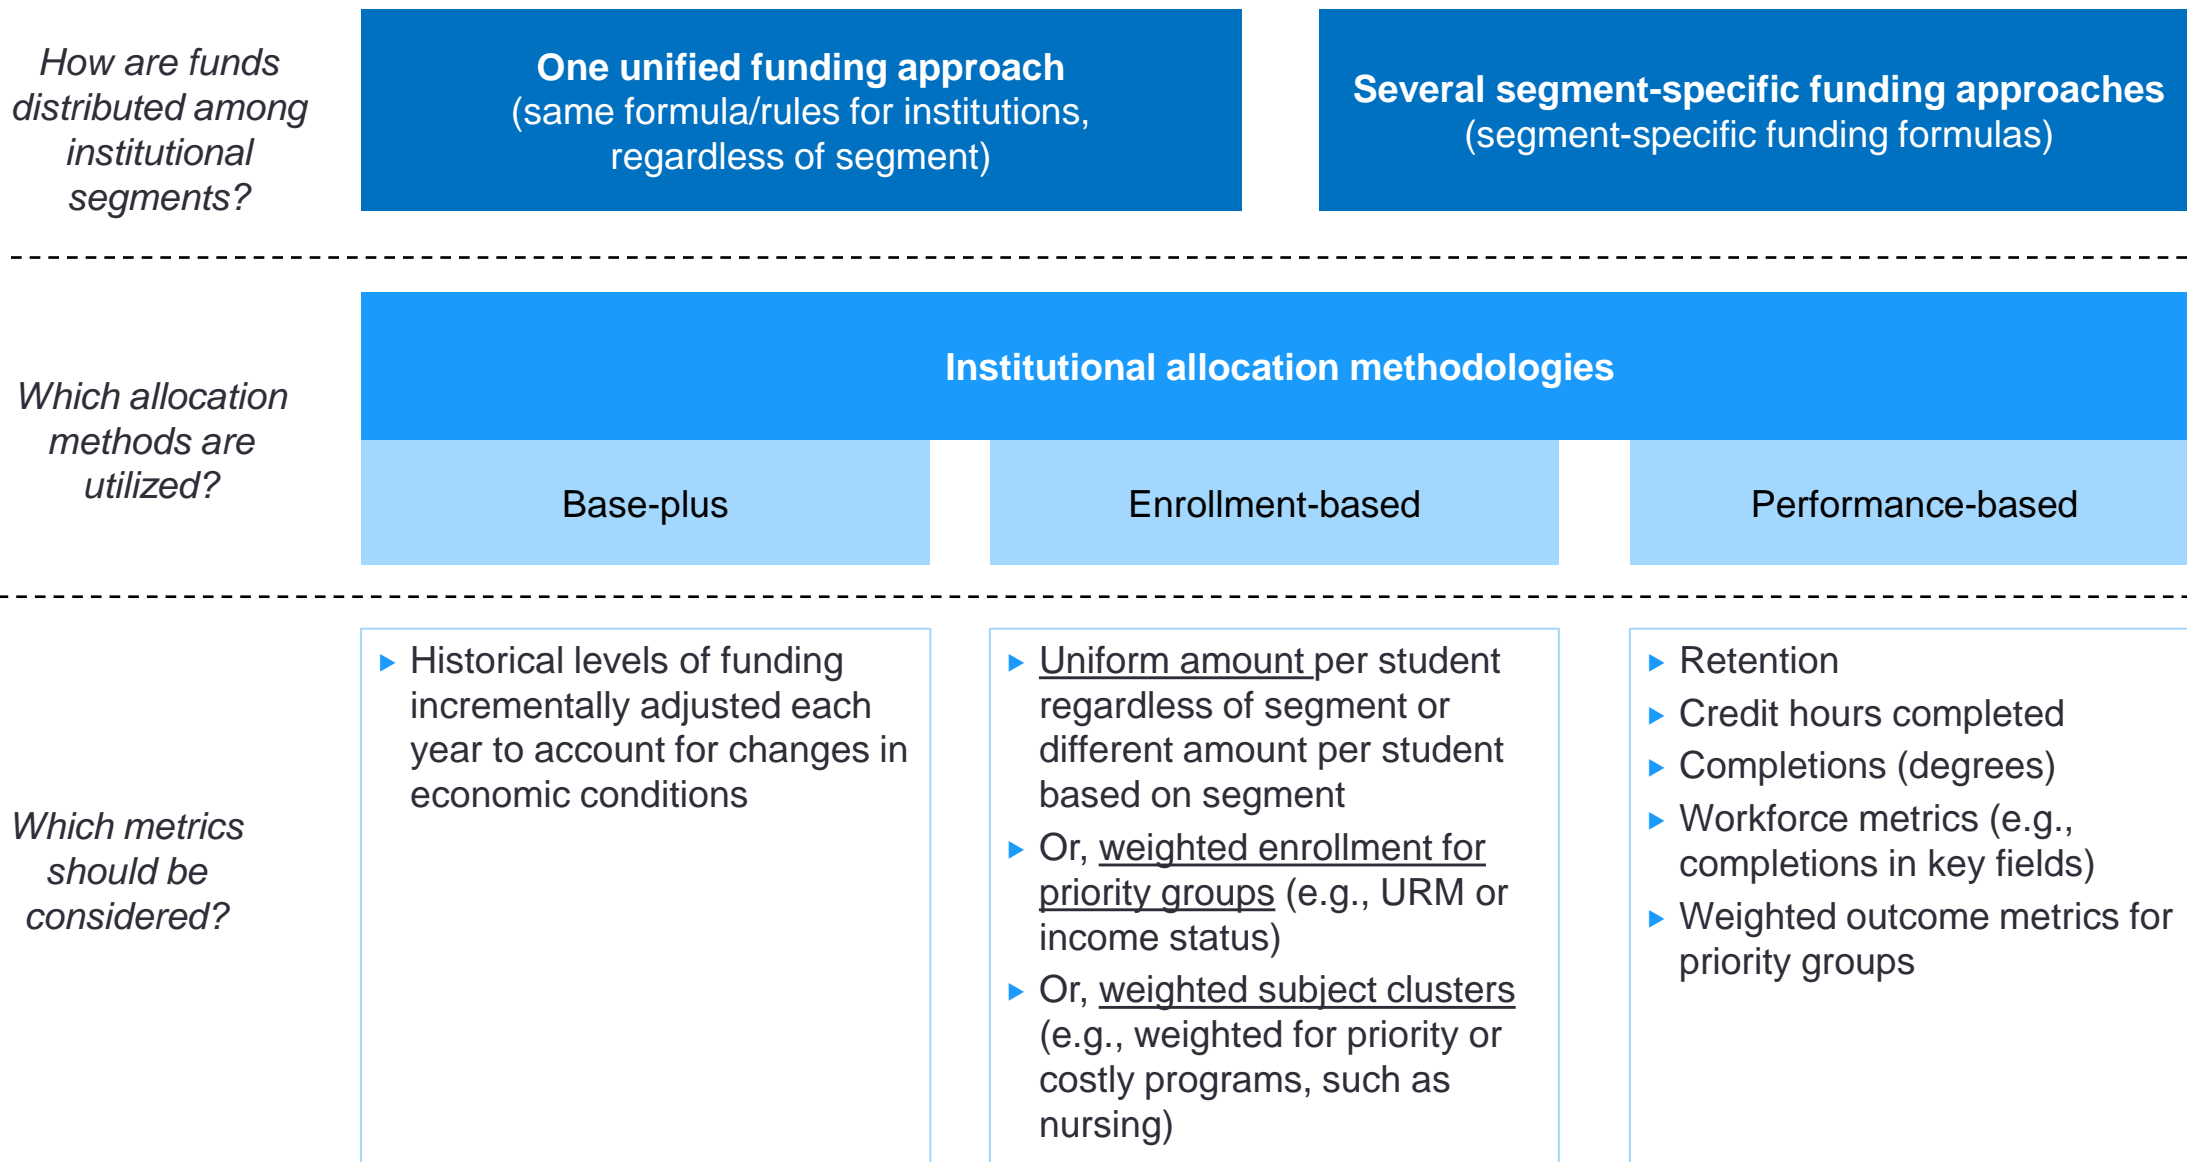 How are funds
distributed among
institutional
segments?
One unified funding approach
(same formula/rules for institutions,
regardless of segment)
Several segment-specific funding approaches
(segment-specific funding formulas)
Which allocation
methods are
utilized?
Institutional allocation methodologies
Base-plus
Enrollment-based
Performance-based
Which metrics
should be
considered?
Historical levels of funding
incrementally adjusted each
year to account for changes in
economic conditions
Uniform amount per student
regardless of segment or
different amount per student
based on segment
Or, weighted enrollment for
priority groups (e.g., URM or
income status)
Or, weighted subject clusters
(e.g., weighted for priority or
costly programs, such as
nursing)
Retention
Credit hours completed
Completions (degrees)
Workforce metrics (e.g.,
completions in key fields)
Weighted outcome metrics for
priority groups